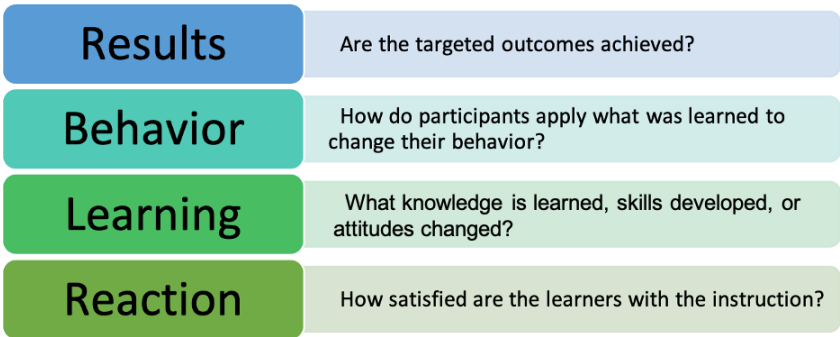 Results
Are the targeted outcomes achieved?
Behavior
How do participants apply what was learned to
change their behavior?
Learning
What knowledge is learned, skills developed, or
attitudes changed?
Reaction
How satisfied are the learners with the instruction?